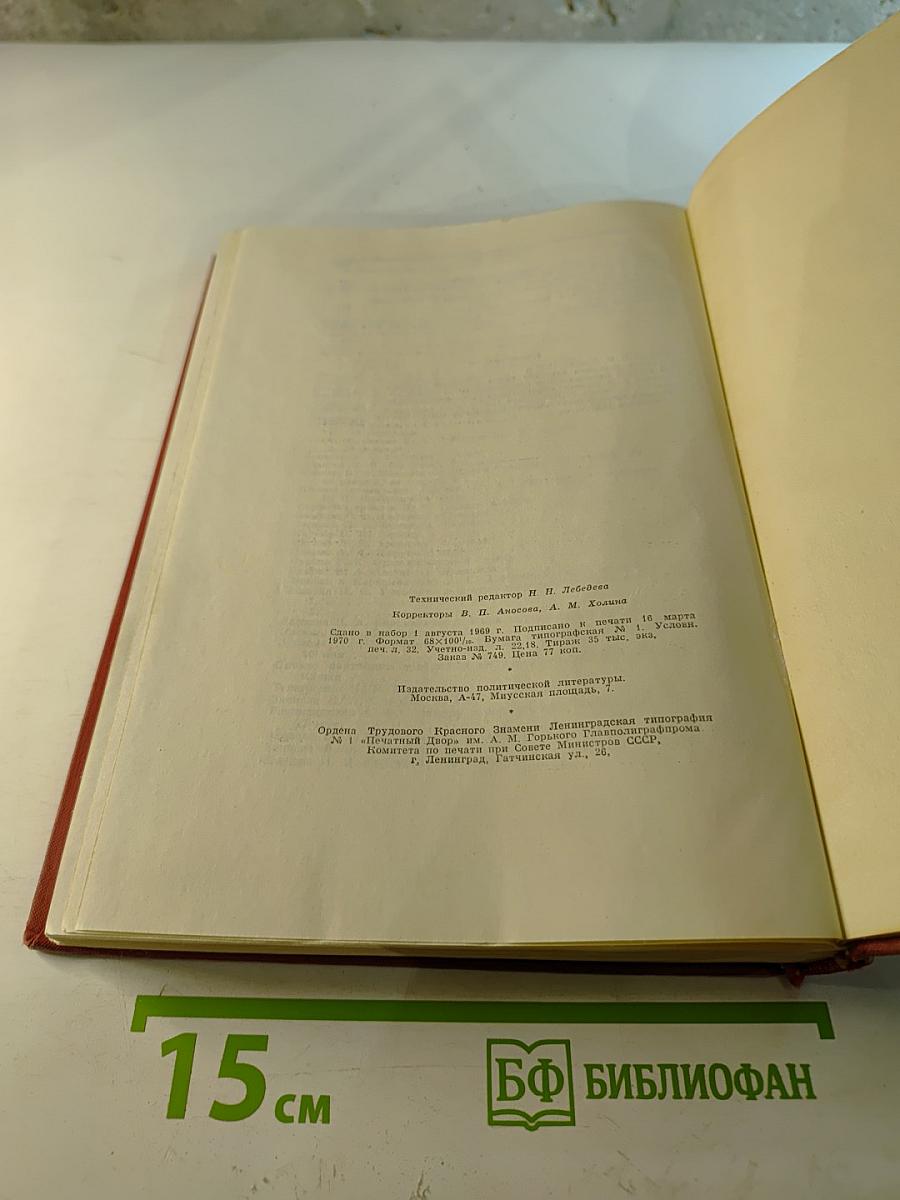 Технический редактор Н. Н. Лебедева
Корректоры В. П. Аносова, А. М. Холина
Сдано в набор 1 августа 1969 г. Подписано к печати 16 марта
1970 г. Формат 68×100¹/₁₆. Бумага типографская № 1. Условн.
печ. л. 32. Учетно-изд. л. 22,18. Тираж 35 тыс. экз.
Заказ № 749. Цена 77 коп.
*
Издательство политической литературы.
Москва, А-47, Миусская площадь, 7.
*
Ордена Трудового Красного Знамени Ленинградская типография
№ 1 «Печатный Двор» им. А. М. Горького Главполиграфпрома
Комитета по печати при Совете Министров СССР,
г. Ленинград, Гатчинская ул., 26.
15 см
БФ БИБЛИОФАН